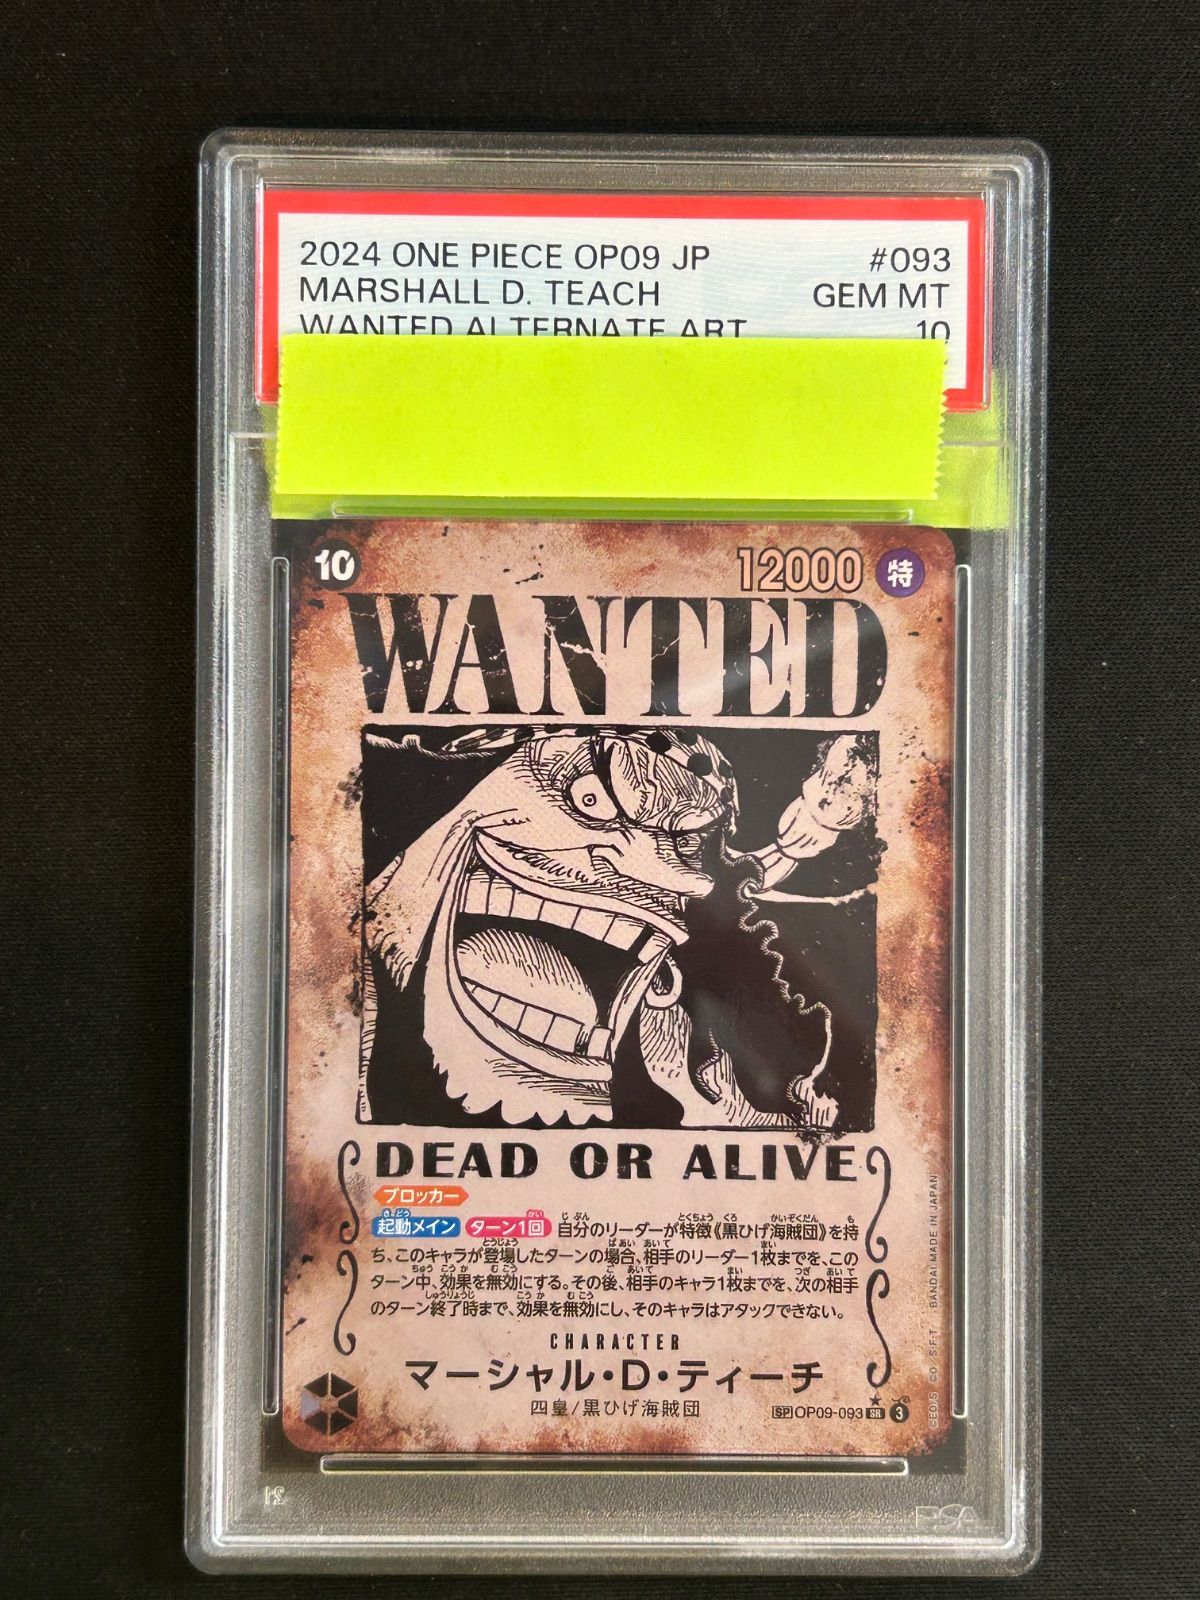 2024 ONE PIECE OP09 JP #093
MARSHALL D. TEACH GEM MT
WANTED ALTERNATE ART 10
10 12000 特
WANTED
DEAD OR ALIVE
ブロッカー
起動メイン ターン1回 自分のリーダーが特徴《黒ひげ海賊団》を持
ち、このキャラが登場したターンの場合、相手のリーダー1枚までを、この
ターン中、効果を無効にする。その後、相手のキャラ1枚までを、次の相手
のターン終了時まで、効果を無効にし、そのキャラはアタックできない。
CHARACTER
マーシャル・D・ティーチ
四皇/黒ひげ海賊団
SP OP09-093 SR 3
BANDAI MADE IN JAPAN
PSA